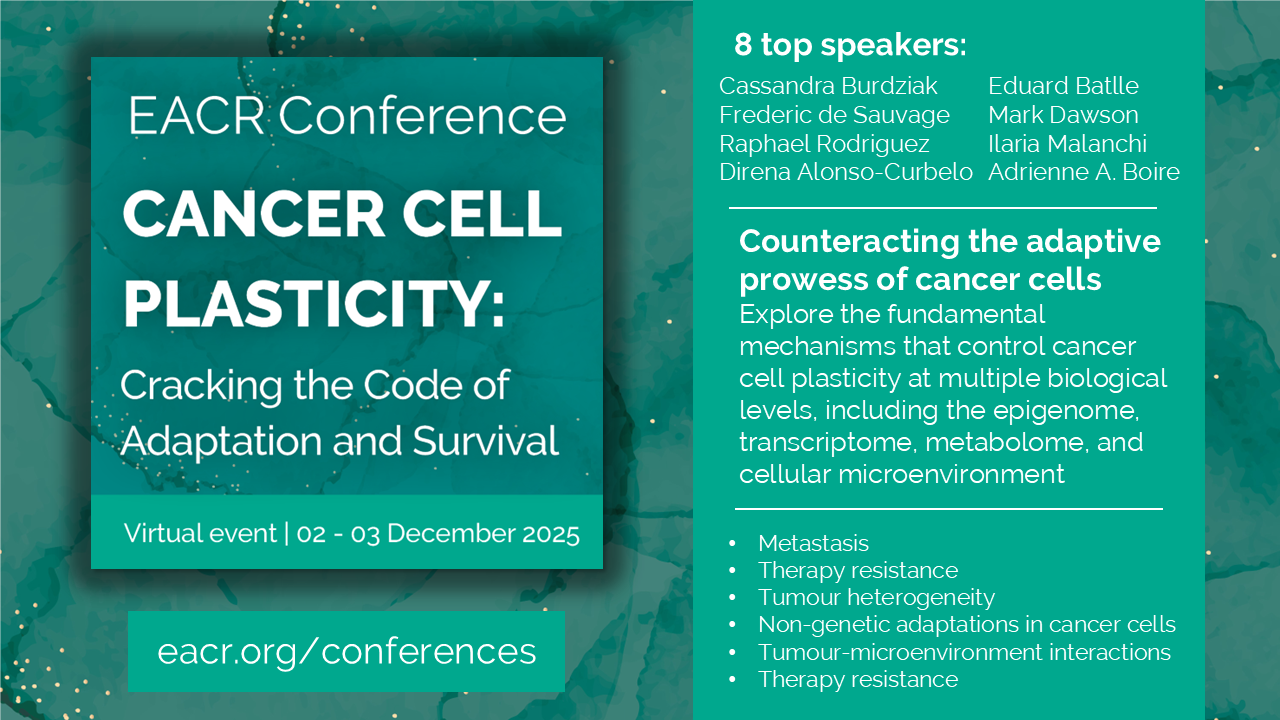 EACR Conference
CANCER CELL
PLASTICITY:
Cracking the Code of
Adaptation and Survival
Virtual event | 02 - 03 December 2025
eacr.org/conferences
8 top speakers:
Cassandra Burdziak
Frederic de Sauvage
Raphael Rodriguez
Direna Alonso-Curbelo
Eduard Batlle
Mark Dawson
Ilaria Malanchi
Adrienne A. Boire
Counteracting the adaptive
prowess of cancer cells
Explore the fundamental
mechanisms that control cancer
cell plasticity at multiple biological
levels, including the epigenome,
transcriptome, metabolome, and
cellular microenvironment
• Metastasis
• Therapy resistance
• Tumour heterogeneity
• Non-genetic adaptations in cancer cells
• Tumour-microenvironment interactions
• Therapy resistance